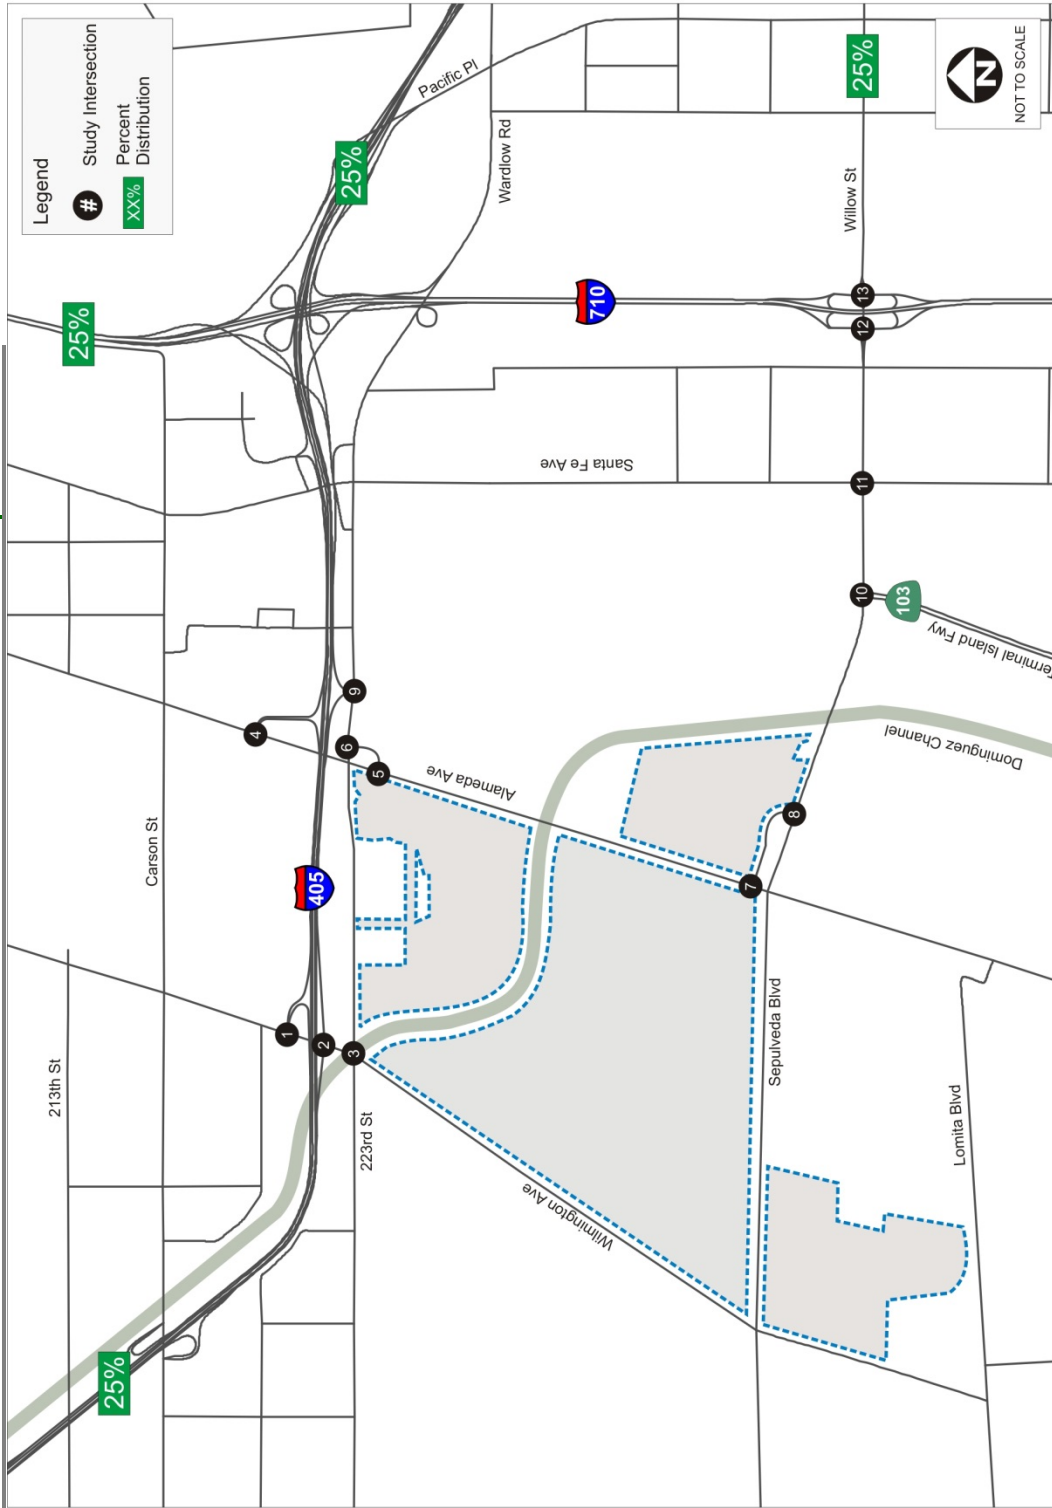 Legend
# Study Intersection
XX% Percent
Distribution
N
NOT TO SCALE
25%
25%
25%
25%
Pacific Pl
Wardlow Rd
Willow St
710
13
12
Santa Fe Ave
11
10
103
Terminal Island Fwy
9
4
6
5
Alameda Ave
Dominguez Channel
Carson St
405
8
7
1
2
3
213th St
223rd St
Sepulveda Blvd
Lomita Blvd
Wilmington Ave